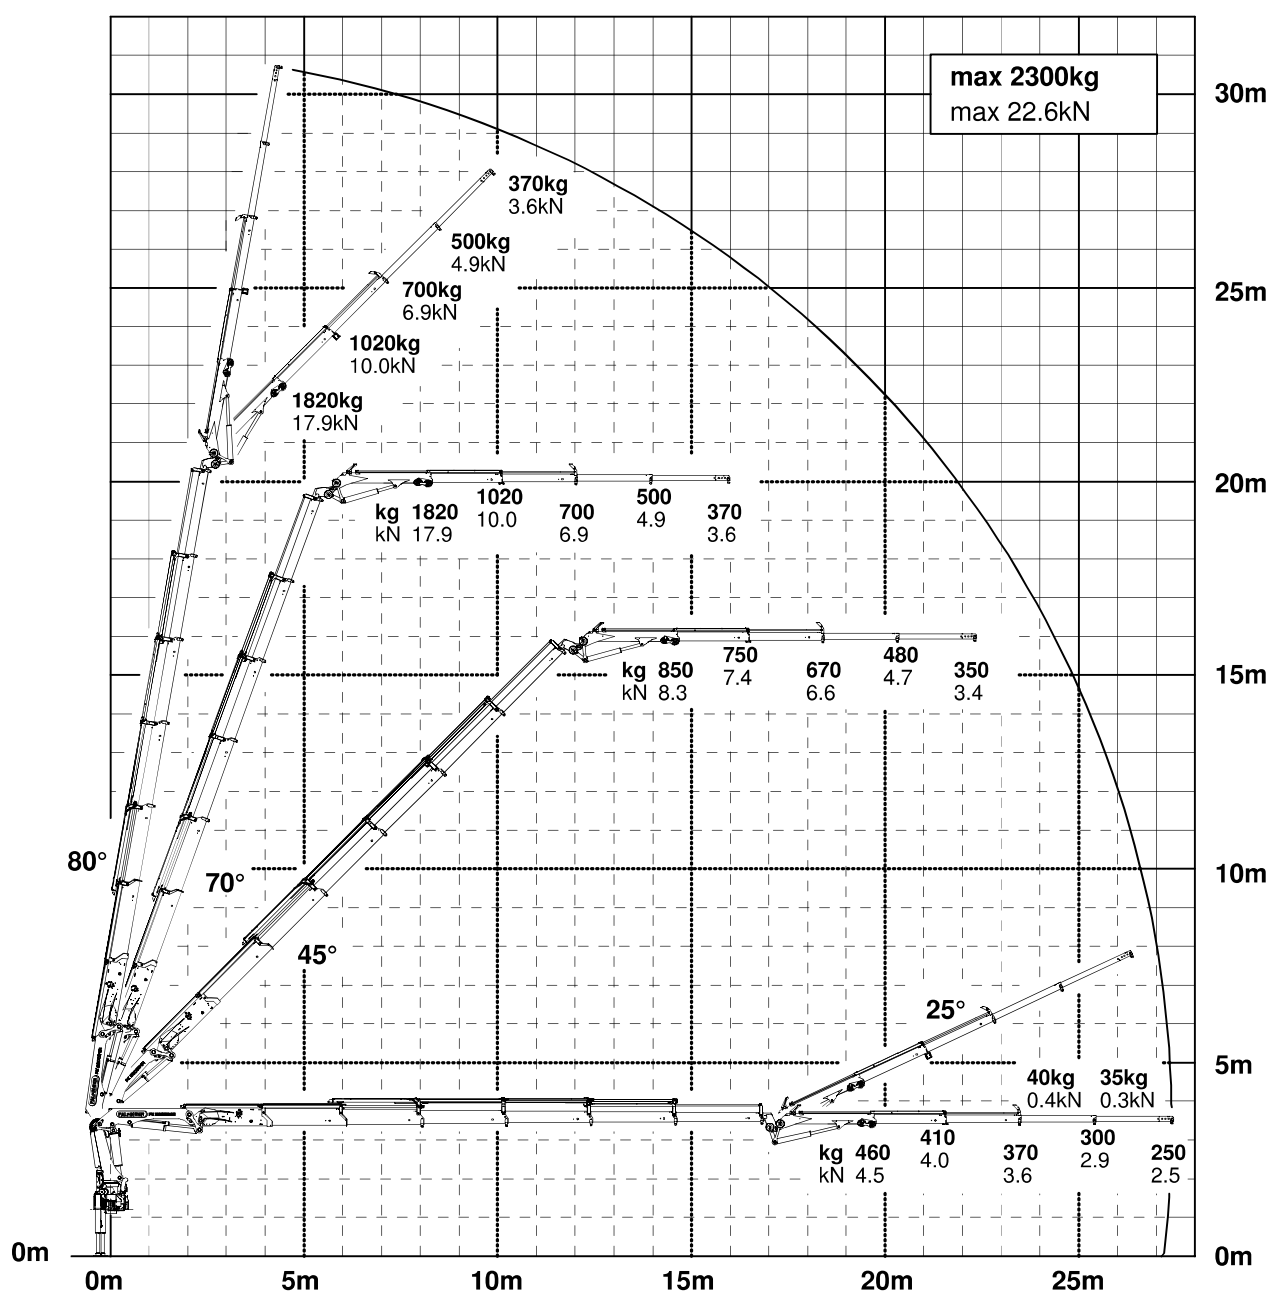 max 2300kg
max 22.6kN
30m
370kg
3.6kN
500kg
4.9kN
25m
700kg
6.9kN
1020kg
10.0kN
1820kg
17.9kN
20m
kg 1820 1020 700 500 370
kN 17.9 10.0 6.9 4.9 3.6
kg 850 750 670 480 350
kN 8.3 7.4 6.6 4.7 3.4
15m
80°
70°
10m
45°
25°
5m
40kg 35kg
0.4kN 0.3kN
kg 460 410 370 300 250
kN 4.5 4.0 3.6 2.9 2.5
0m 0m
0m 5m 10m 15m 20m 25m